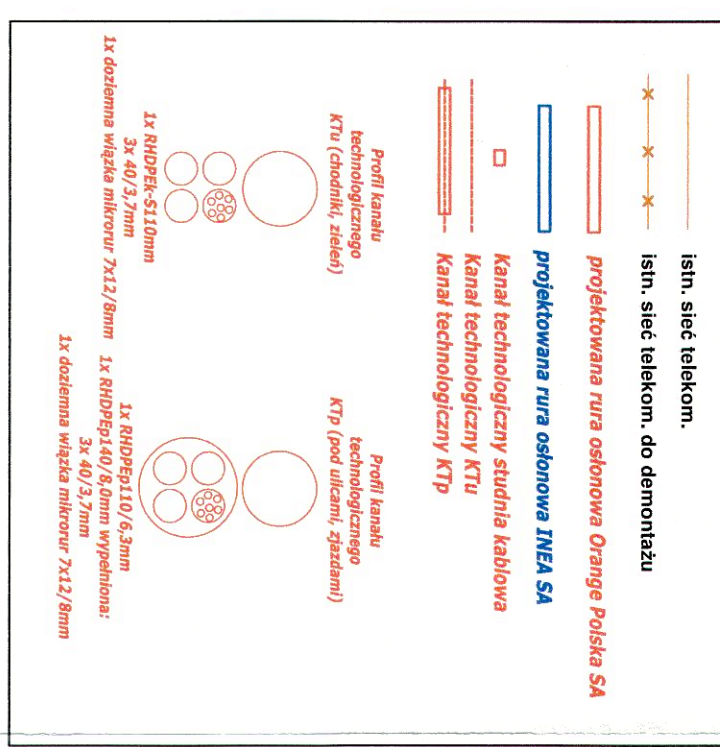 istn. sieć telekom.
istn. sieć telekom. do demontażu
projektowana rura osłonowa Orange Polska SA
projektowana rura osłonowa INEA SA
Kanał technologiczny studnia kablowa
Kanał technologiczny KTu
Kanał technologiczny KTp
Profil kanału
technologicznego
KTu (chodniki, zieleń)
1x RHDPEk-S110mm
3x 40/3,7mm
1x doziemna wiązka mikrorur 7x12/8mm
Profil kanału
technologicznego
KTp (pod ulicami, zjazdami)
1x RHDPEp110/6,3mm
1x RHDPEp140/8,0mm wypełniona:
3x 40/3,7mm
1x doziemna wiązka mikrorur 7x12/8mm